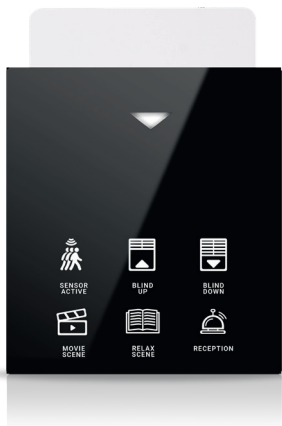 SENSOR
ACTIVE
BLIND
UP
BLIND
DOWN
MOVIE
SCENE
RELAX
SCENE
RECEPTION